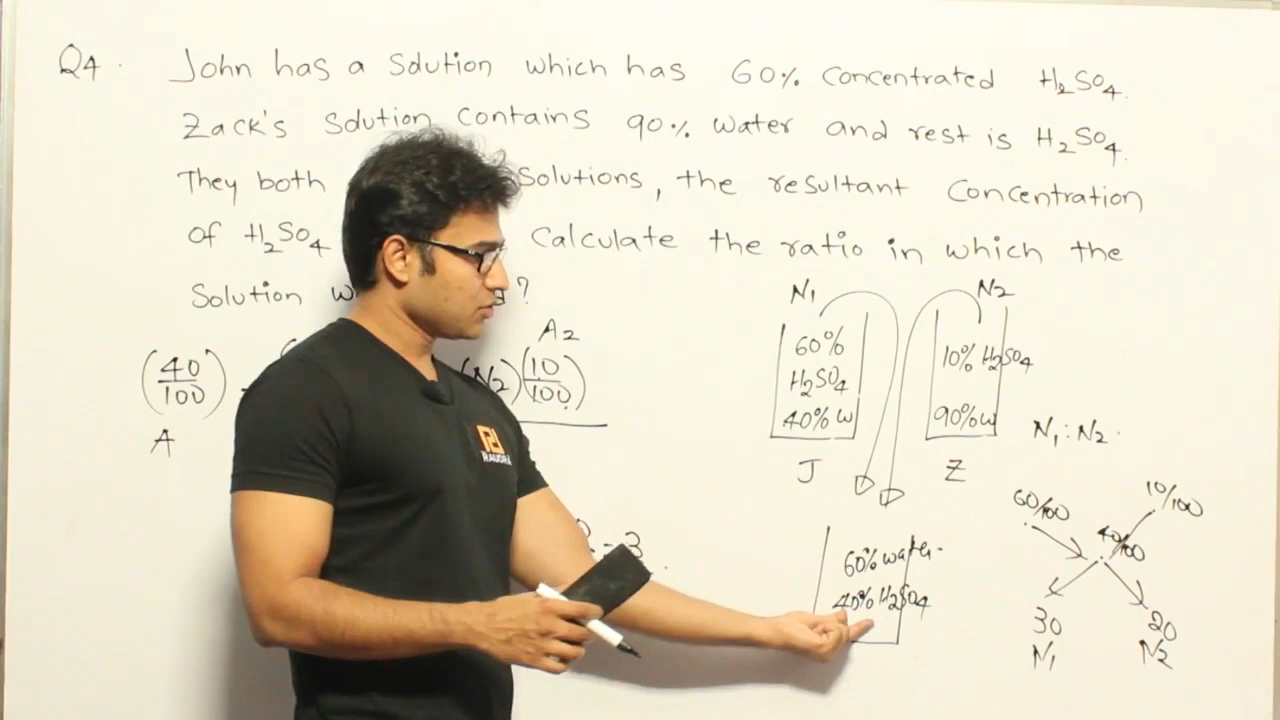 Q4. John has a solution which has 60% concentrated H2SO4.
Zack's solution contains 90% water and rest is H2SO4.
They both solutions, the resultant concentration
of H2SO4 calculate the ratio in which the
solution ?
N1 N2
A2
(40/100) (N2)(10/100)
A
60%
H2SO4
40% W
10% H2SO4
90% W
N1 : N2.
J Z
60/100 10/100
40/100
60% water
40% H2SO4
30 20
N1 N2
= 3
RAUDRA